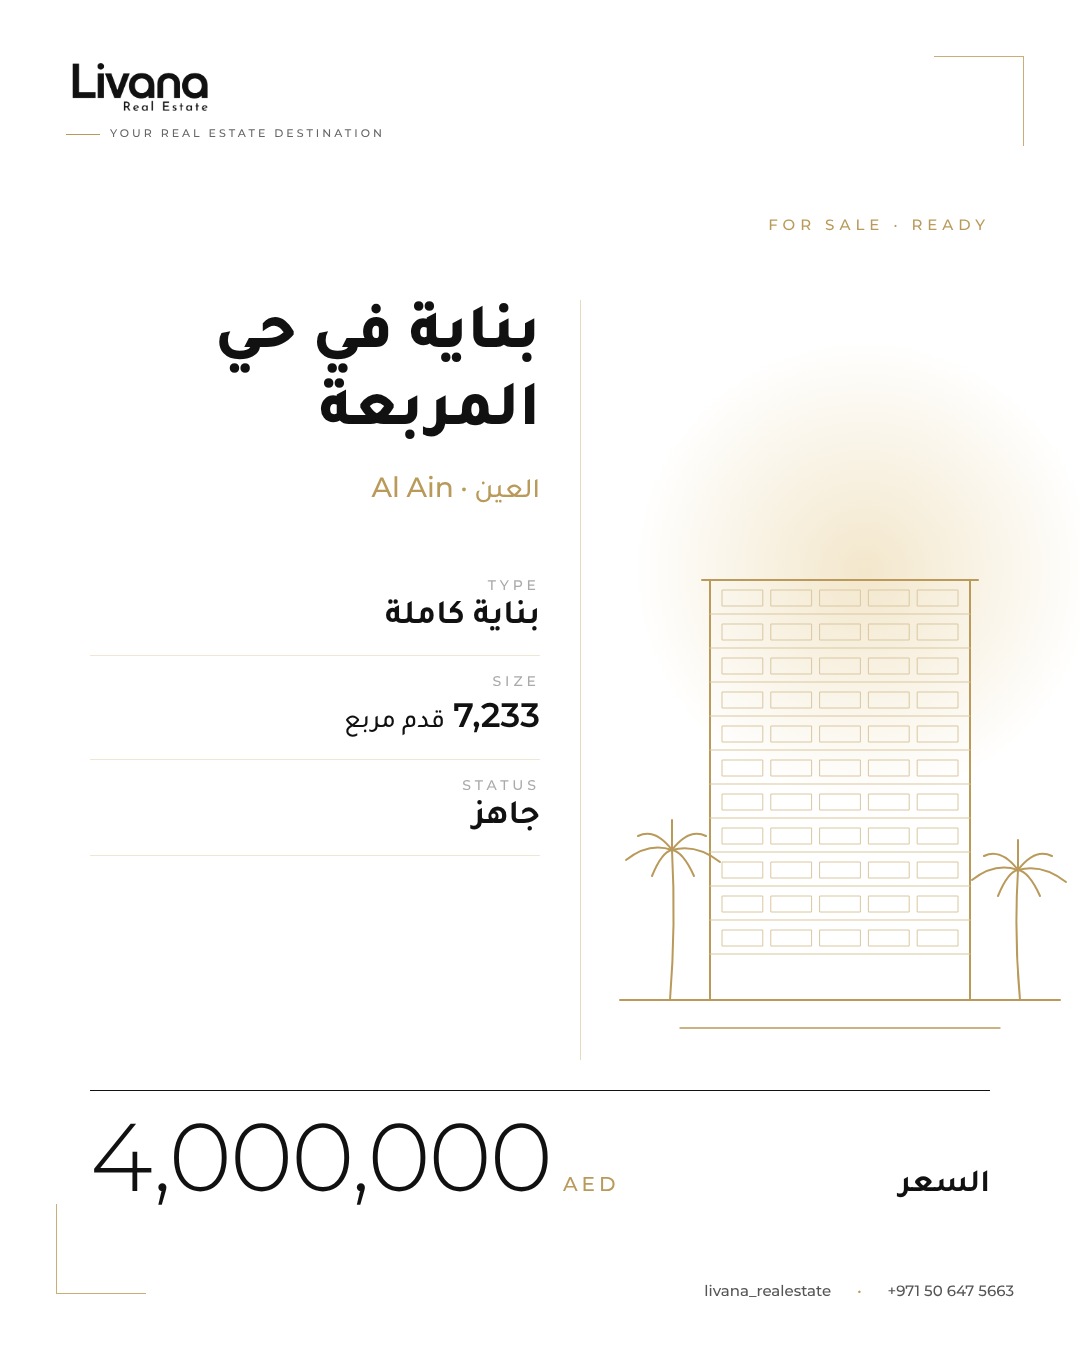 Livana
Real Estate
YOUR REAL ESTATE DESTINATION
FOR SALE · READY
بناية في حي
المربعة
العين · Al Ain
TYPE
بناية كاملة
SIZE
7,233 قدم مربع
STATUS
جاهز
4,000,000 AED
السعر
livana_realestate · +971 50 647 5663